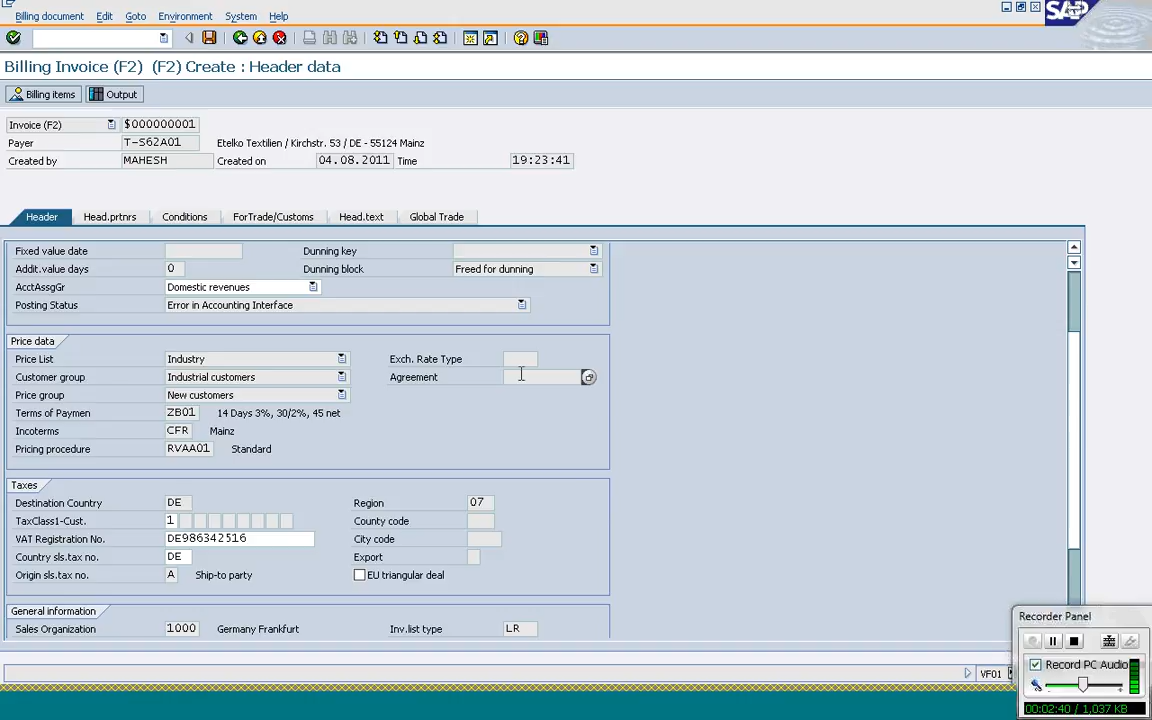 Billing document Edit Goto Environment System Help
SAP
Billing Invoice (F2) (F2) Create : Header data
Billing items Output
Invoice (F2) $000000001
Payer T-S62A01 Etelko Textilien / Kirchstr. 53 / DE - 55124 Mainz
Created by MAHESH Created on 04.08.2011 Time 19:23:41
Header Head.prtnrs Conditions ForTrade/Customs Head.text Global Trade
Fixed value date Dunning key
Addit.value days 0 Dunning block Freed for dunning
AcctAssgGr Domestic revenues
Posting Status Error in Accounting Interface
Price data
Price List Industry Exch. Rate Type
Customer group Industrial customers Agreement
Price group New customers
Terms of Paymen ZB01 14 Days 3%, 30/2%, 45 net
Incoterms CFR Mainz
Pricing procedure RVAA01 Standard
Taxes
Destination Country DE Region 07
TaxClass1-Cust. 1 County code
VAT Registration No. DE986342516 City code
Country sls.tax no. DE Export
Origin sls.tax no. A Ship-to party EU triangular deal
General information
Sales Organization 1000 Germany Frankfurt Inv.list type LR
Recorder Panel
Record PC Audio
VF01
00:02:40 / 1,037 KB